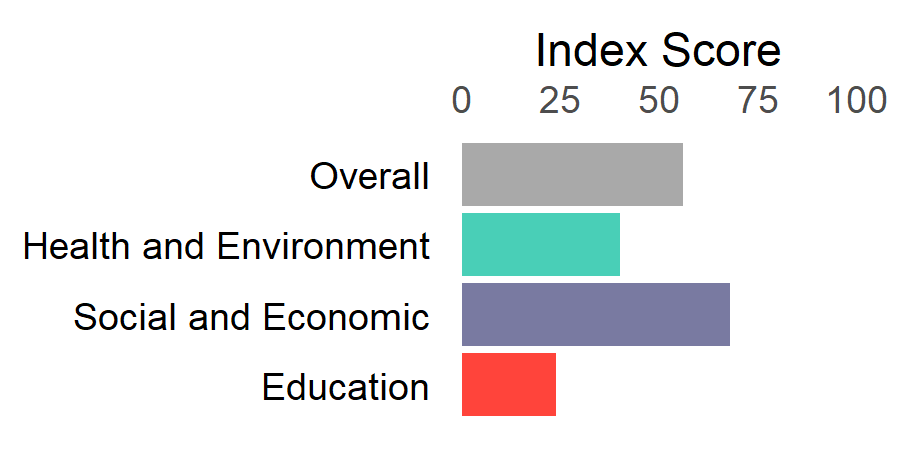 Index Score
0 25 50 75 100
Overall
Health and Environment
Social and Economic
Education